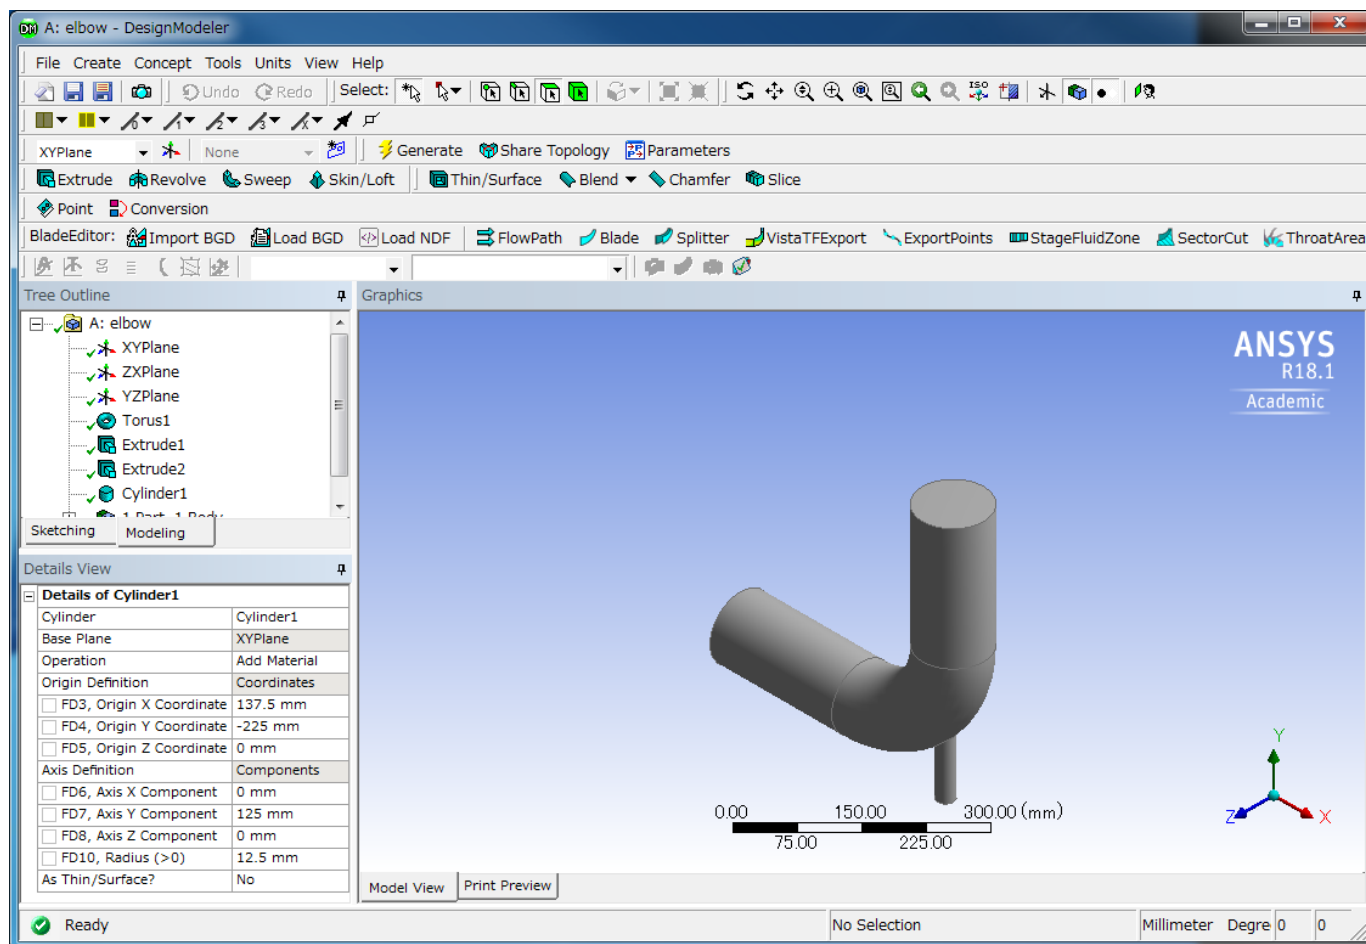 A: elbow - DesignModeler
File Create Concept Tools Units View Help
Undo Redo Select: ISO
XYPlane None Generate Share Topology Parameters
Extrude Revolve Sweep Skin/Loft Thin/Surface Blend Chamfer Slice
Point Conversion
BladeEditor: Import BGD Load BGD Load NDF FlowPath Blade Splitter VistaTFExport ExportPoints StageFluidZone SectorCut ThroatArea
Tree Outline
A: elbow
XYPlane
ZXPlane
YZPlane
Torus1
Extrude1
Extrude2
Cylinder1
1 Part, 1 Body
Sketching Modeling
Details View
Details of Cylinder1
Cylinder Cylinder1
Base Plane XYPlane
Operation Add Material
Origin Definition Coordinates
FD3, Origin X Coordinate 137.5 mm
FD4, Origin Y Coordinate -225 mm
FD5, Origin Z Coordinate 0 mm
Axis Definition Components
FD6, Axis X Component 0 mm
FD7, Axis Y Component 125 mm
FD8, Axis Z Component 0 mm
FD10, Radius (>0) 12.5 mm
As Thin/Surface? No
Graphics
ANSYS
R18.1
Academic
0.00 150.00 300.00 (mm)
75.00 225.00
Y
Z X
Model View Print Preview
Ready No Selection Millimeter Degre 0 0